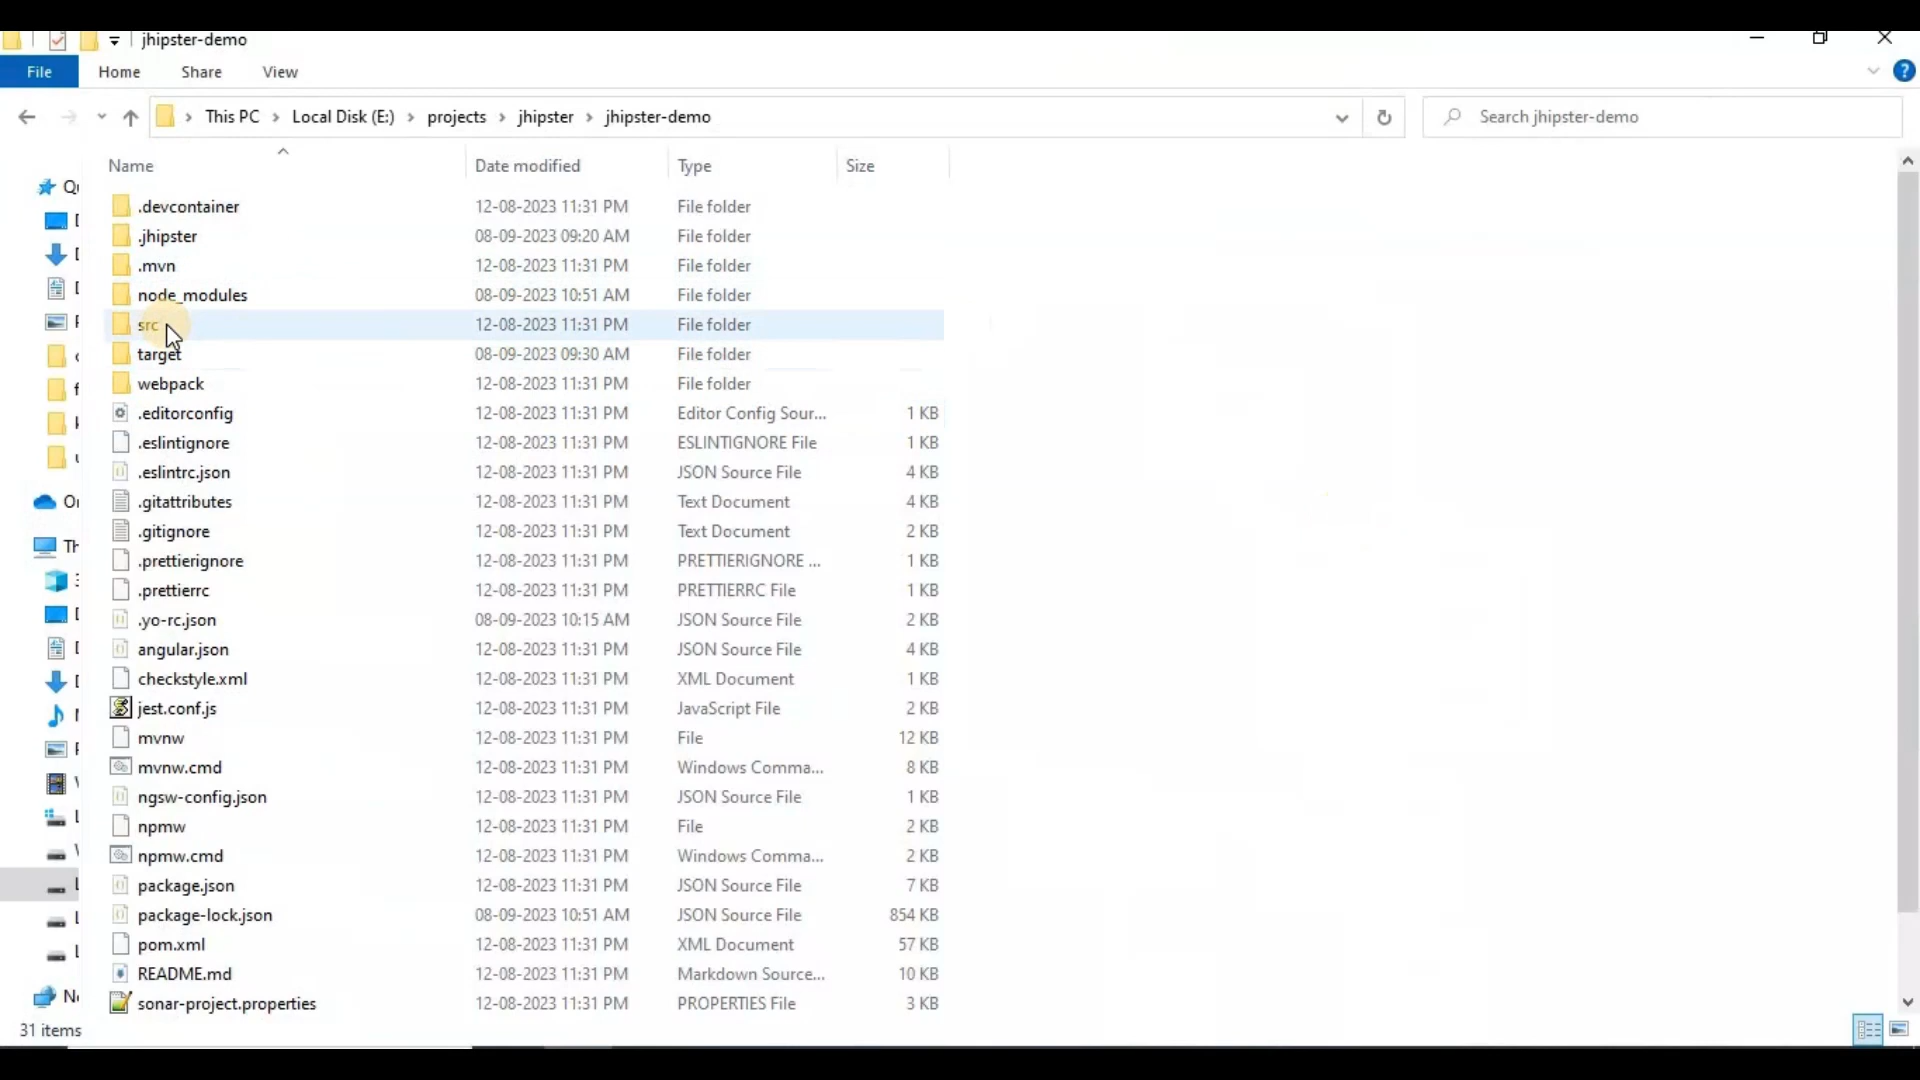 jhipster-demo
File Home Share View
This PC Local Disk (E:) projects jhipster jhipster-demo Search jhipster-demo
Name Date modified Type Size
.devcontainer 12-08-2023 11:31 PM File folder
.jhipster 08-09-2023 09:20 AM File folder
.mvn 12-08-2023 11:31 PM File folder
node_modules 08-09-2023 10:51 AM File folder
src 12-08-2023 11:31 PM File folder
target 08-09-2023 09:30 AM File folder
webpack 12-08-2023 11:31 PM File folder
.editorconfig 12-08-2023 11:31 PM Editor Config Sour... 1 KB
.eslintignore 12-08-2023 11:31 PM ESLINTIGNORE File 1 KB
.eslintrc.json 12-08-2023 11:31 PM JSON Source File 4 KB
.gitattributes 12-08-2023 11:31 PM Text Document 4 KB
.gitignore 12-08-2023 11:31 PM Text Document 2 KB
.prettierignore 12-08-2023 11:31 PM PRETTIERIGNORE ... 1 KB
.prettierrc 12-08-2023 11:31 PM PRETTIERRC File 1 KB
.yo-rc.json 08-09-2023 10:15 AM JSON Source File 2 KB
angular.json 12-08-2023 11:31 PM JSON Source File 4 KB
checkstyle.xml 12-08-2023 11:31 PM XML Document 1 KB
jest.conf.js 12-08-2023 11:31 PM JavaScript File 2 KB
mvnw 12-08-2023 11:31 PM File 12 KB
mvnw.cmd 12-08-2023 11:31 PM Windows Comma... 8 KB
ngsw-config.json 12-08-2023 11:31 PM JSON Source File 1 KB
npmw 12-08-2023 11:31 PM File 2 KB
npmw.cmd 12-08-2023 11:31 PM Windows Comma... 2 KB
package.json 12-08-2023 11:31 PM JSON Source File 7 KB
package-lock.json 08-09-2023 10:51 AM JSON Source File 854 KB
pom.xml 12-08-2023 11:31 PM XML Document 57 KB
README.md 12-08-2023 11:31 PM Markdown Source... 10 KB
sonar-project.properties 12-08-2023 11:31 PM PROPERTIES File 3 KB
31 items